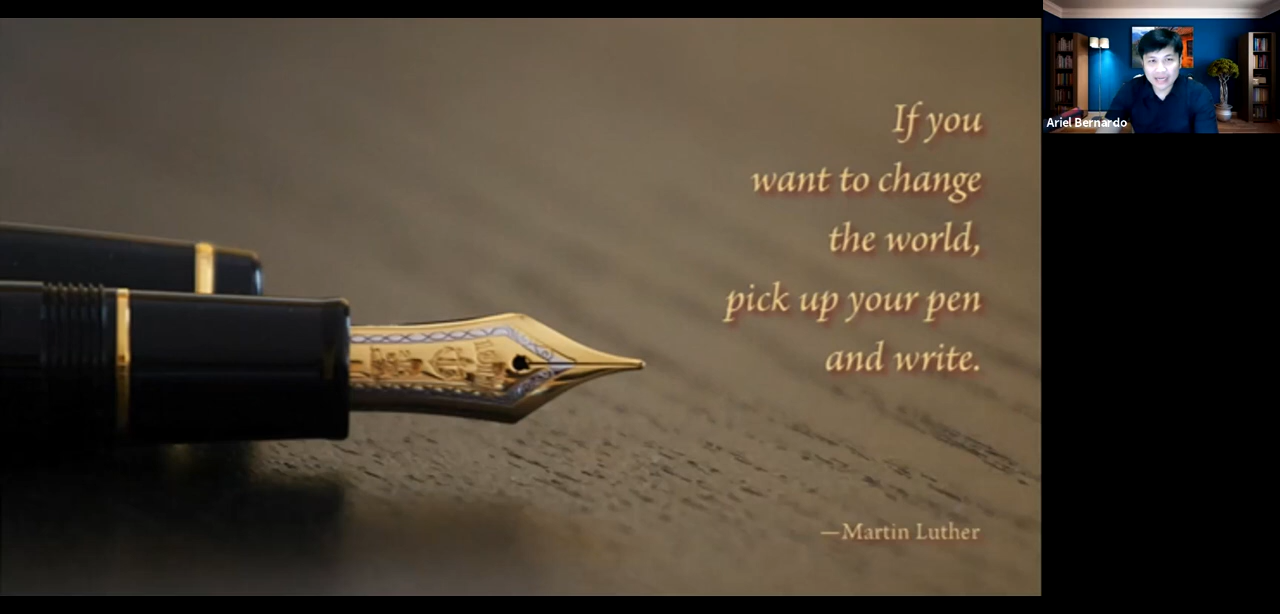 If you
want to change
the world,
pick up your pen
and write.
—Martin Luther
Ariel Bernardo